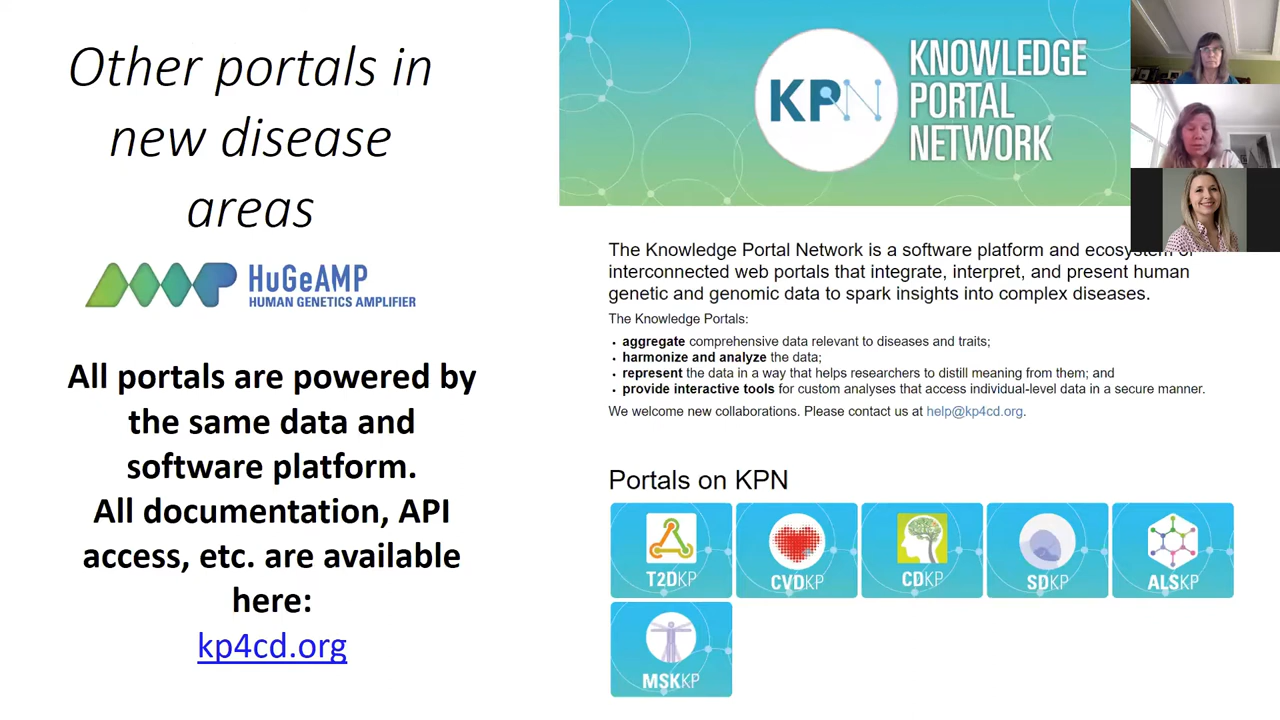 Other portals in
new disease
areas
HuGeAMP
HUMAN GENETICS AMPLIFIER
All portals are powered by
the same data and
software platform.
All documentation, API
access, etc. are available
here:
kp4cd.org
KPN
KNOWLEDGE
PORTAL
NETWORK
The Knowledge Portal Network is a software platform and ecosystem of
interconnected web portals that integrate, interpret, and present human
genetic and genomic data to spark insights into complex diseases.
The Knowledge Portals:
• aggregate comprehensive data relevant to diseases and traits;
• harmonize and analyze the data;
• represent the data in a way that helps researchers to distill meaning from them; and
• provide interactive tools for custom analyses that access individual-level data in a secure manner.
We welcome new collaborations. Please contact us at help@kp4cd.org.
Portals on KPN
T2DKP
CVDKP
CDKP
SDKP
ALSKP
MSKKP